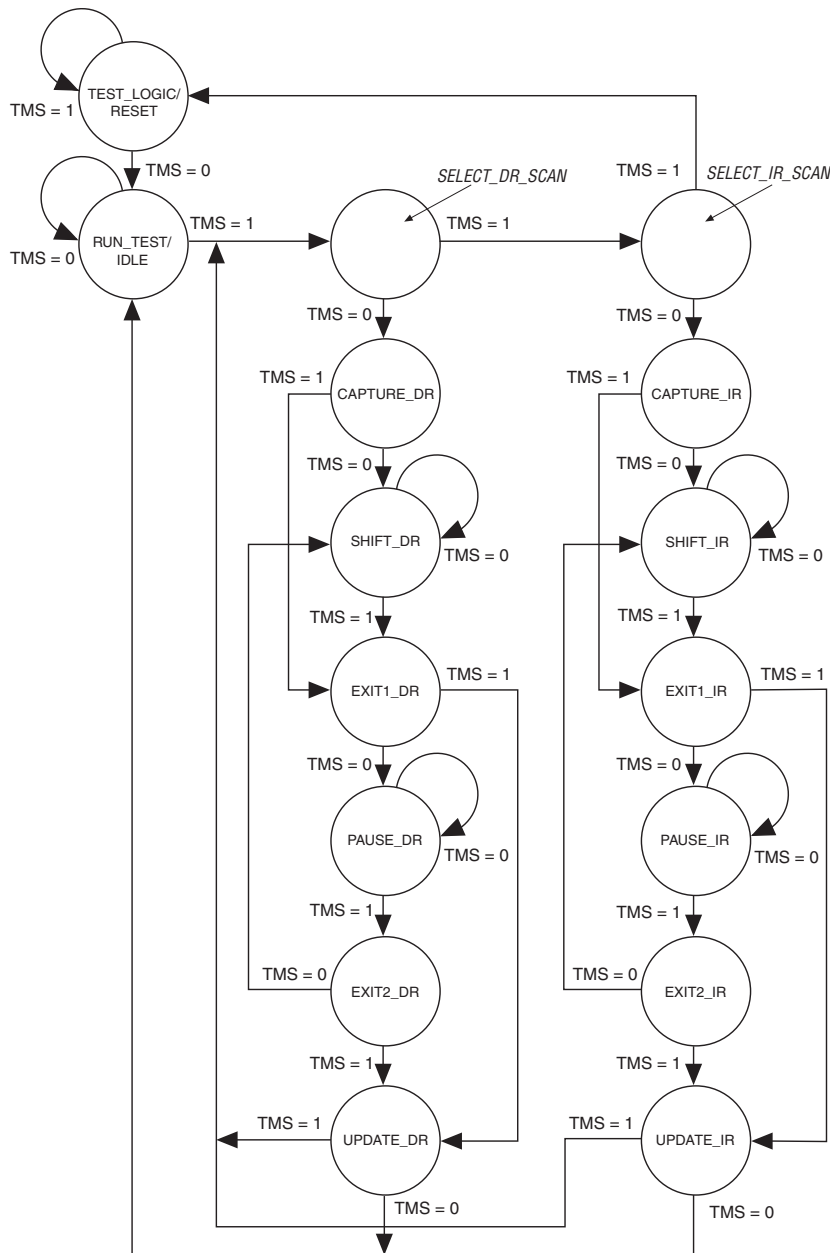 TEST_LOGIC/
RESET
TMS = 1
TMS = 0
SELECT_DR_SCAN
TMS = 1
SELECT_IR_SCAN
RUN_TEST/
IDLE
TMS = 0
TMS = 1
TMS = 1
TMS = 0
TMS = 0
TMS = 1
CAPTURE_DR
TMS = 1
CAPTURE_IR
TMS = 0
TMS = 0
SHIFT_DR
TMS = 0
SHIFT_IR
TMS = 0
TMS = 1
TMS = 1
EXIT1_DR
TMS = 1
EXIT1_IR
TMS = 1
TMS = 0
TMS = 0
PAUSE_DR
TMS = 0
PAUSE_IR
TMS = 0
TMS = 1
TMS = 1
TMS = 0
EXIT2_DR
TMS = 0
EXIT2_IR
TMS = 1
TMS = 1
TMS = 1
UPDATE_DR
TMS = 1
UPDATE_IR
TMS = 0
TMS = 0